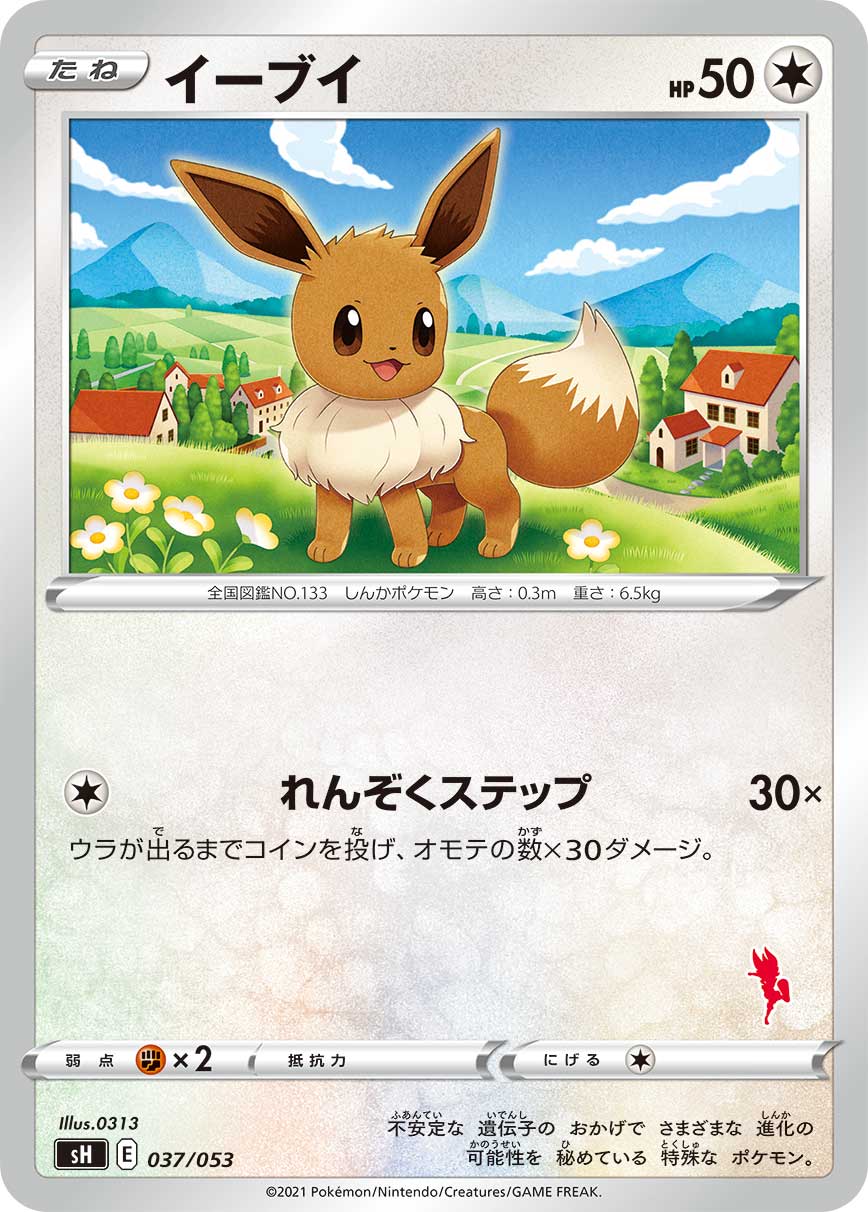 たね
イーブイ
HP50
全国図鑑NO.133 しんかポケモン 高さ:0.3m 重さ:6.5kg
れんぞくステップ 30×
ウラが出るまでコインを投げ、オモテの数×30ダメージ。
弱点 ×2 抵抗力 にげる
Illus.0313
sH E 037/053
不安定な 遺伝子の おかげで さまざまな 進化の
可能性を 秘めている 特殊な ポケモン。
©2021 Pokémon/Nintendo/Creatures/GAME FREAK.